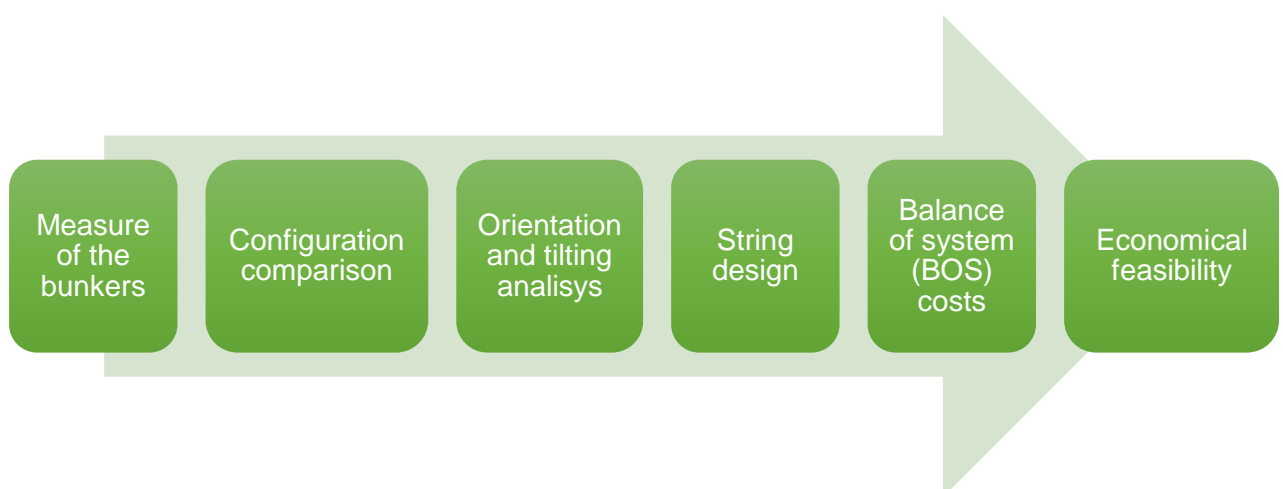 Measure
of the
bunkers
Configuration
comparison
Orientation
and tilting
analisys
String
design
Balance
of system
(BOS)
costs
Economical
feasibility